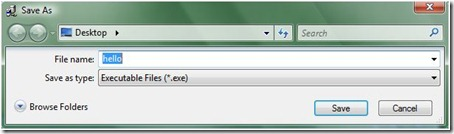 Save As
Desktop
Search
File name: hello
Save as type: Executable Files (*.exe)
Browse Folders Save Cancel